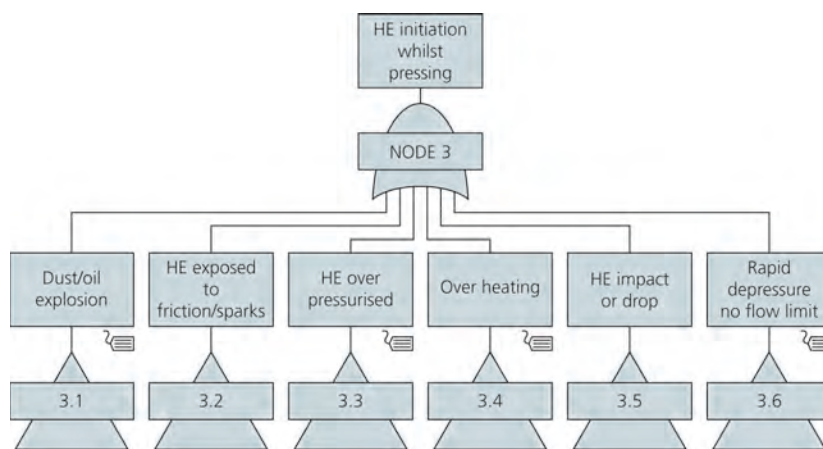 HE initiation
whilst
pressing
NODE 3
Dust/oil
explosion
HE exposed
to
friction/sparks
HE over
pressurised
Over heating
HE impact
or drop
Rapid
depressure
no flow limit
3.1
3.2
3.3
3.4
3.5
3.6